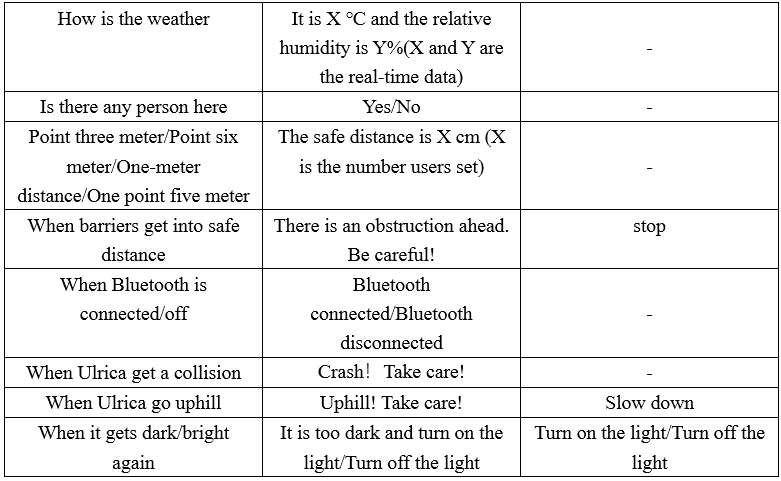 How is the weather
It is X ℃ and the relative
humidity is Y%(X and Y are
the real-time data)
-
Is there any person here
Yes/No
-
Point three meter/Point six
meter/One-meter
distance/One point five meter
The safe distance is X cm (X
is the number users set)
-
When barriers get into safe
distance
There is an obstruction ahead.
Be careful!
stop
When Bluetooth is
connected/off
Bluetooth
connected/Bluetooth
disconnected
-
When Ulrica get a collision
Crash！Take care!
-
When Ulrica go uphill
Uphill! Take care!
Slow down
When it gets dark/bright
again
It is too dark and turn on the
light/Turn off the light
Turn on the light/Turn off the
light